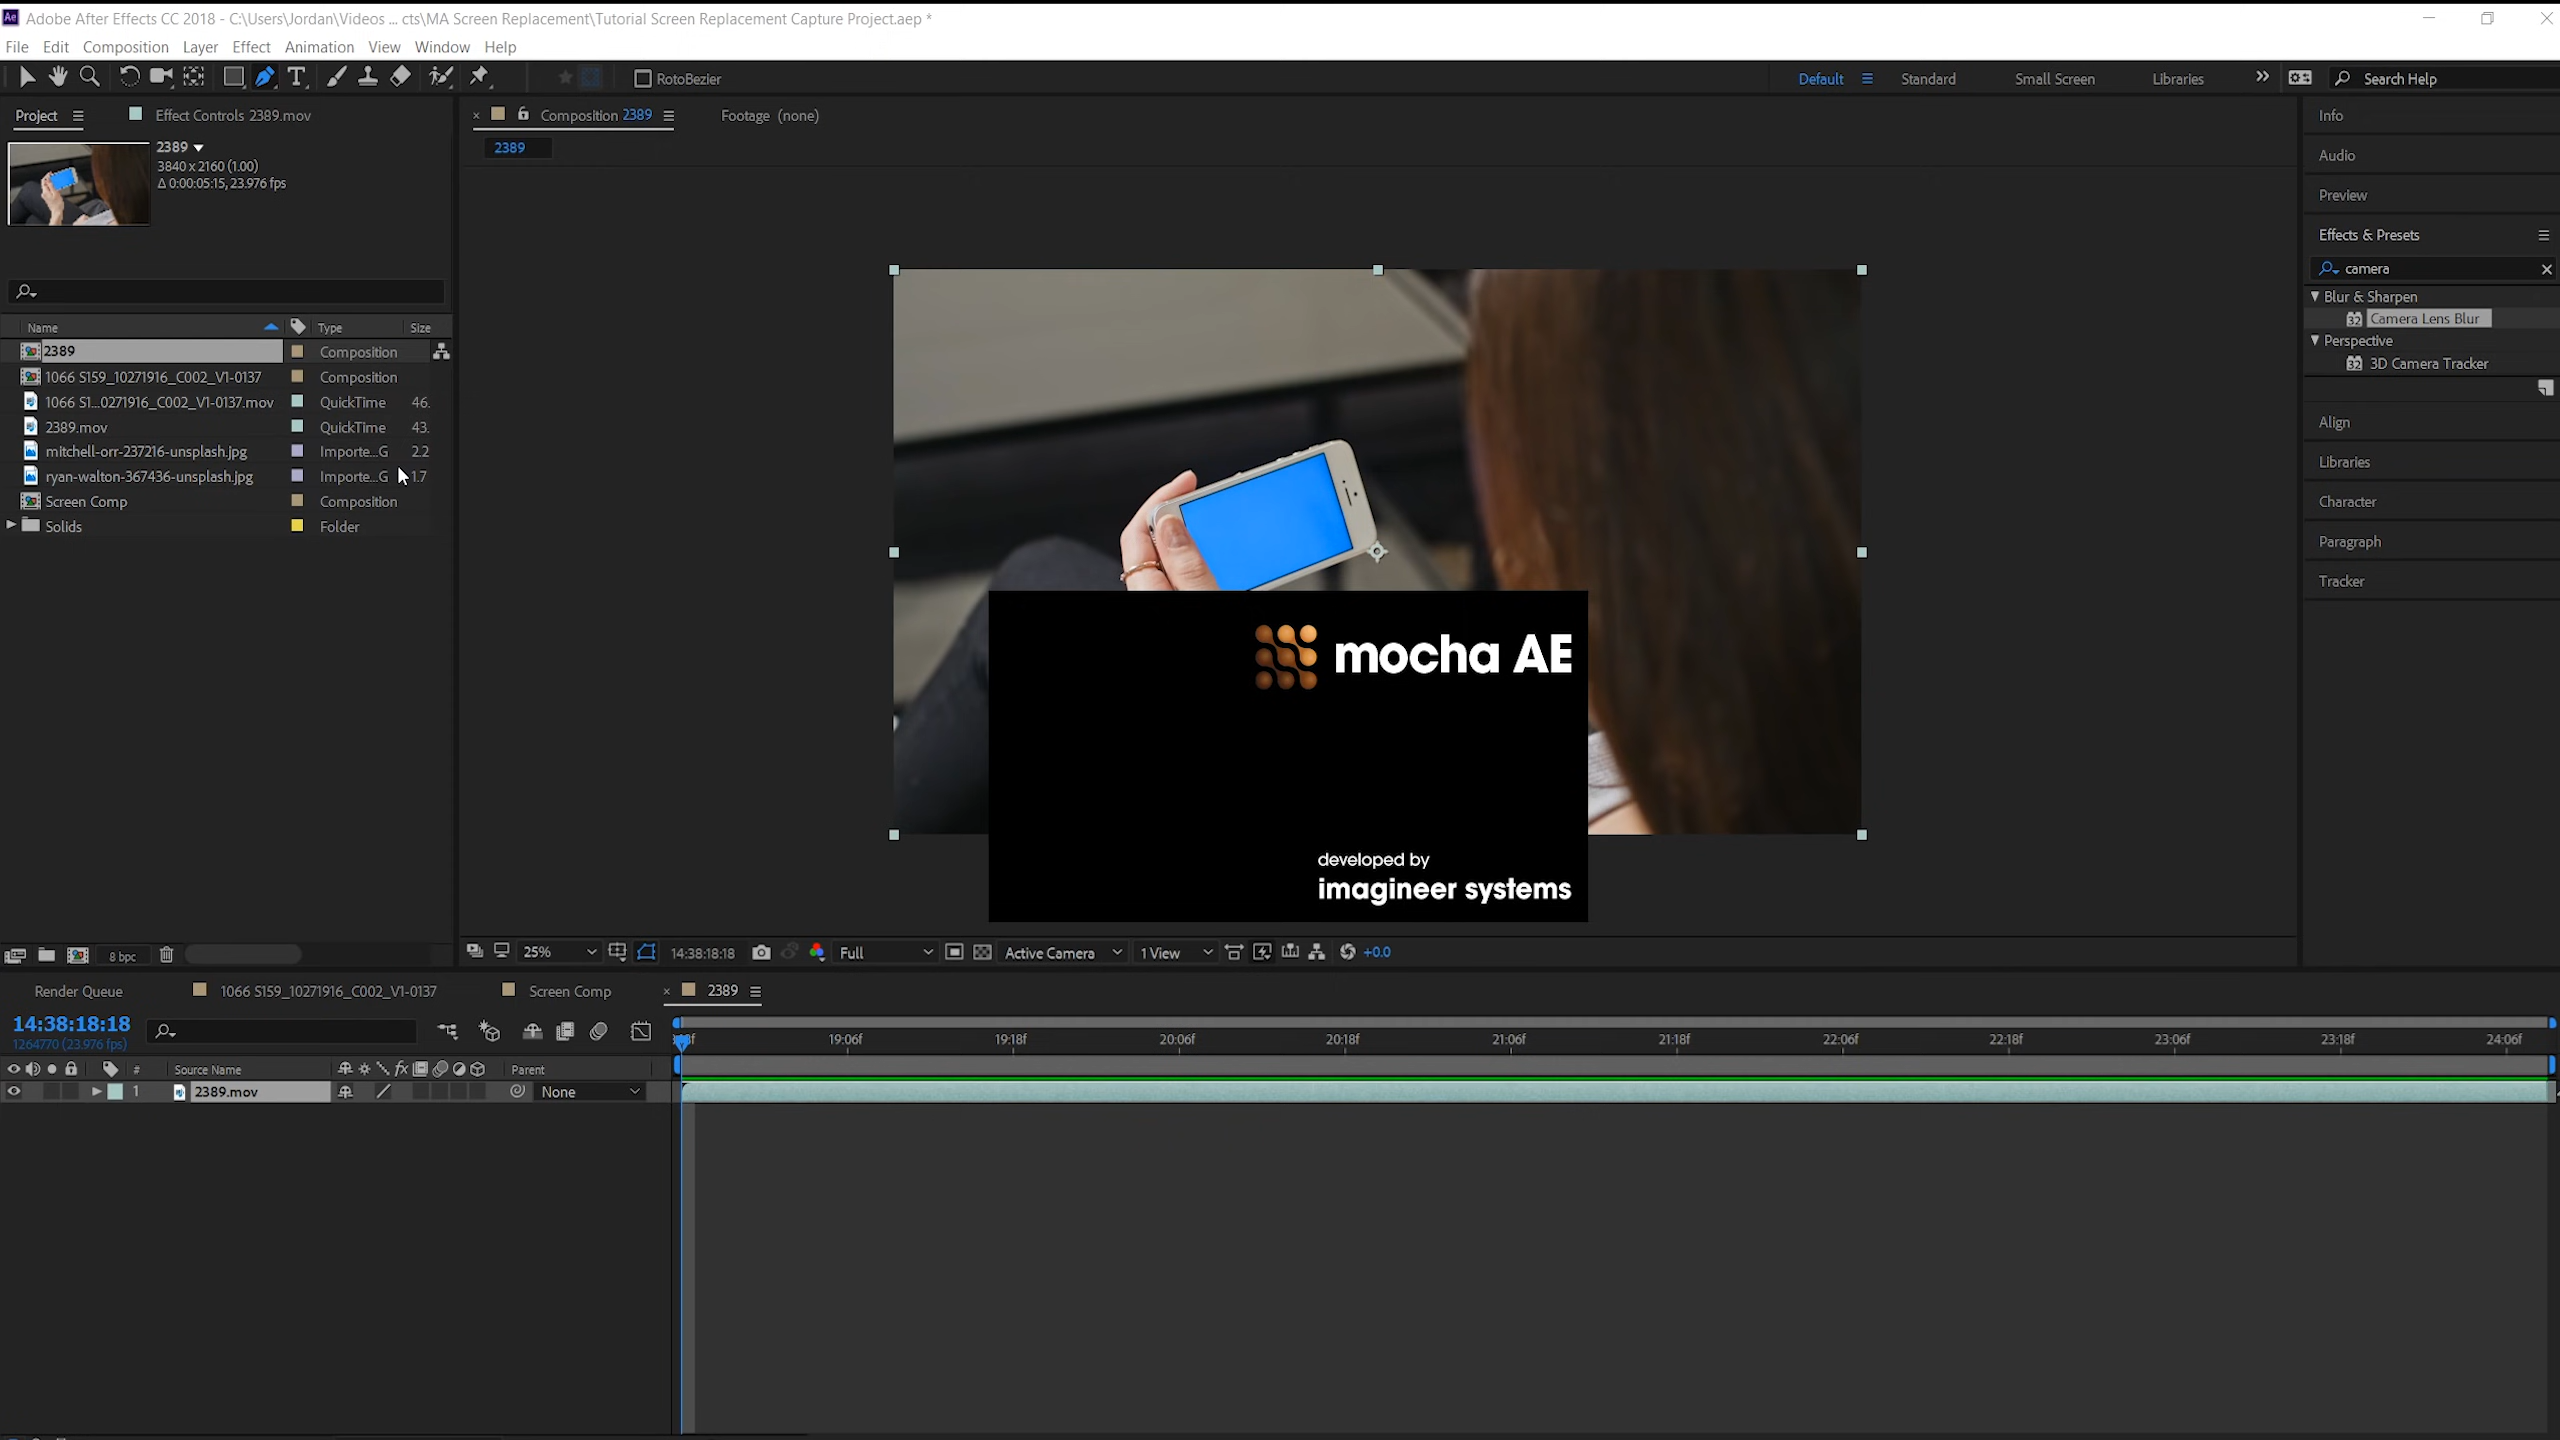 Adobe After Effects CC 2018 - C:\Users\Jordan\Videos ... cts\MA Screen Replacement\Tutorial Screen Replacement Capture Project.aep *
File Edit Composition Layer Effect Animation View Window Help
RotoBezier
Default
Standard
Small Screen
Libraries
Search Help
Project
Effect Controls 2389.mov
Composition 2389
Footage (none)
2389
2389
3840 x 2160 (1.00)
Δ 0:00:05:15, 23.976 fps
Name Type Size
2389 Composition
1066 S159_10271916_C002_V1-0137 Composition
1066 S1...0271916_C002_V1-0137.mov QuickTime 46.
2389.mov QuickTime 43.
mitchell-orr-237216-unsplash.jpg Importe...G 2.2
ryan-walton-367436-unsplash.jpg Importe...G 1.7
Screen Comp Composition
Solids Folder
8 bpc
mocha AE
developed by
imagineer systems
25%
14:38:18:18
Full
Active Camera
1 View
+0.0
Info
Audio
Preview
Effects & Presets
camera
Blur & Sharpen
32 Camera Lens Blur
Perspective
32 3D Camera Tracker
Align
Libraries
Character
Paragraph
Tracker
Render Queue
1066 S159_10271916_C002_V1-0137
Screen Comp
2389
14:38:18:18
1264770 (23.976 fps)
19:06f 19:18f 20:06f 20:18f 21:06f 21:18f 22:06f 22:18f 23:06f 23:18f 24:06f
# Source Name fx Parent
1 2389.mov None